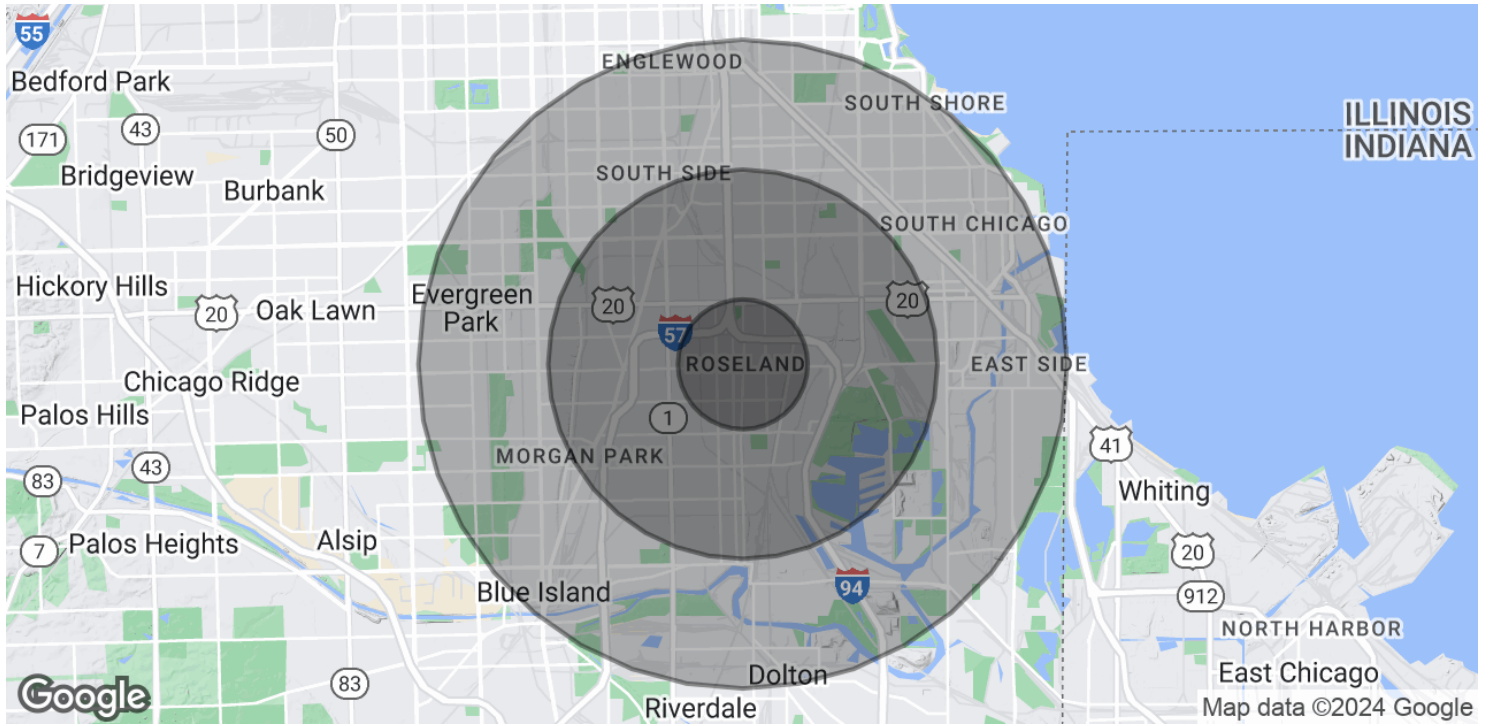 55
ENGLEWOOD
Bedford Park
SOUTH SHORE
ILLINOIS
INDIANA
43
50
171
Bridgeview
SOUTH SIDE
Burbank
SOUTH CHICAGO
Hickory Hills
Evergreen
Park
20
20
20
Oak Lawn
57
ROSELAND
EAST SIDE
Chicago Ridge
Palos Hills
1
41
MORGAN PARK
43
83
Whiting
Palos Heights
Alsip
7
20
Blue Island
94
912
NORTH HARBOR
Dolton
East Chicago
83
Riverdale
Google
Map data ©2024 Google